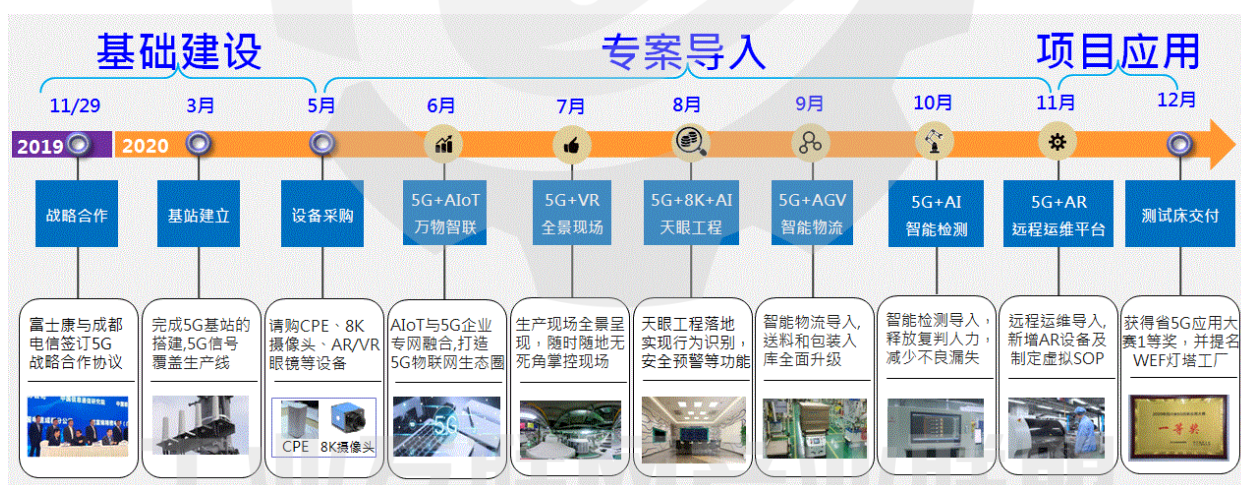 基础建设
专案导入
项目应用
11/29
3月
5月
6月
7月
8月
9月
10月
11月
12月
2019
2020
战略合作
基站建立
设备采购
5G+AIoT
万物智联
5G+VR
全景现场
5G+8K+AI
天眼工程
5G+AGV
智能物流
5G+AI
智能检测
5G+AR
远程运维平台
测试床交付
富士康与成都
电信签订5G
战略合作协议
完成5G基站的
搭建,5G信号
覆盖生产线
请购CPE、8K
摄像头、AR/VR
眼镜等设备
CPE
8K摄像头
AIoT与5G企业
专网融合,打造
5G物联网生态圈
5G
生产现场全景呈
现，随时随地无
死角掌控现场
天眼工程落地
实现行为识别，
安全预警等功能
智能物流导入,
送料和包装入
库全面升级
智能检测导入，
释放复判人力，
减少不良漏失
远程运维导入,
新增AR设备及
制定虚拟SOP
获得省5G应用大
赛1等奖，并提名
WEF灯塔工厂
一等奖